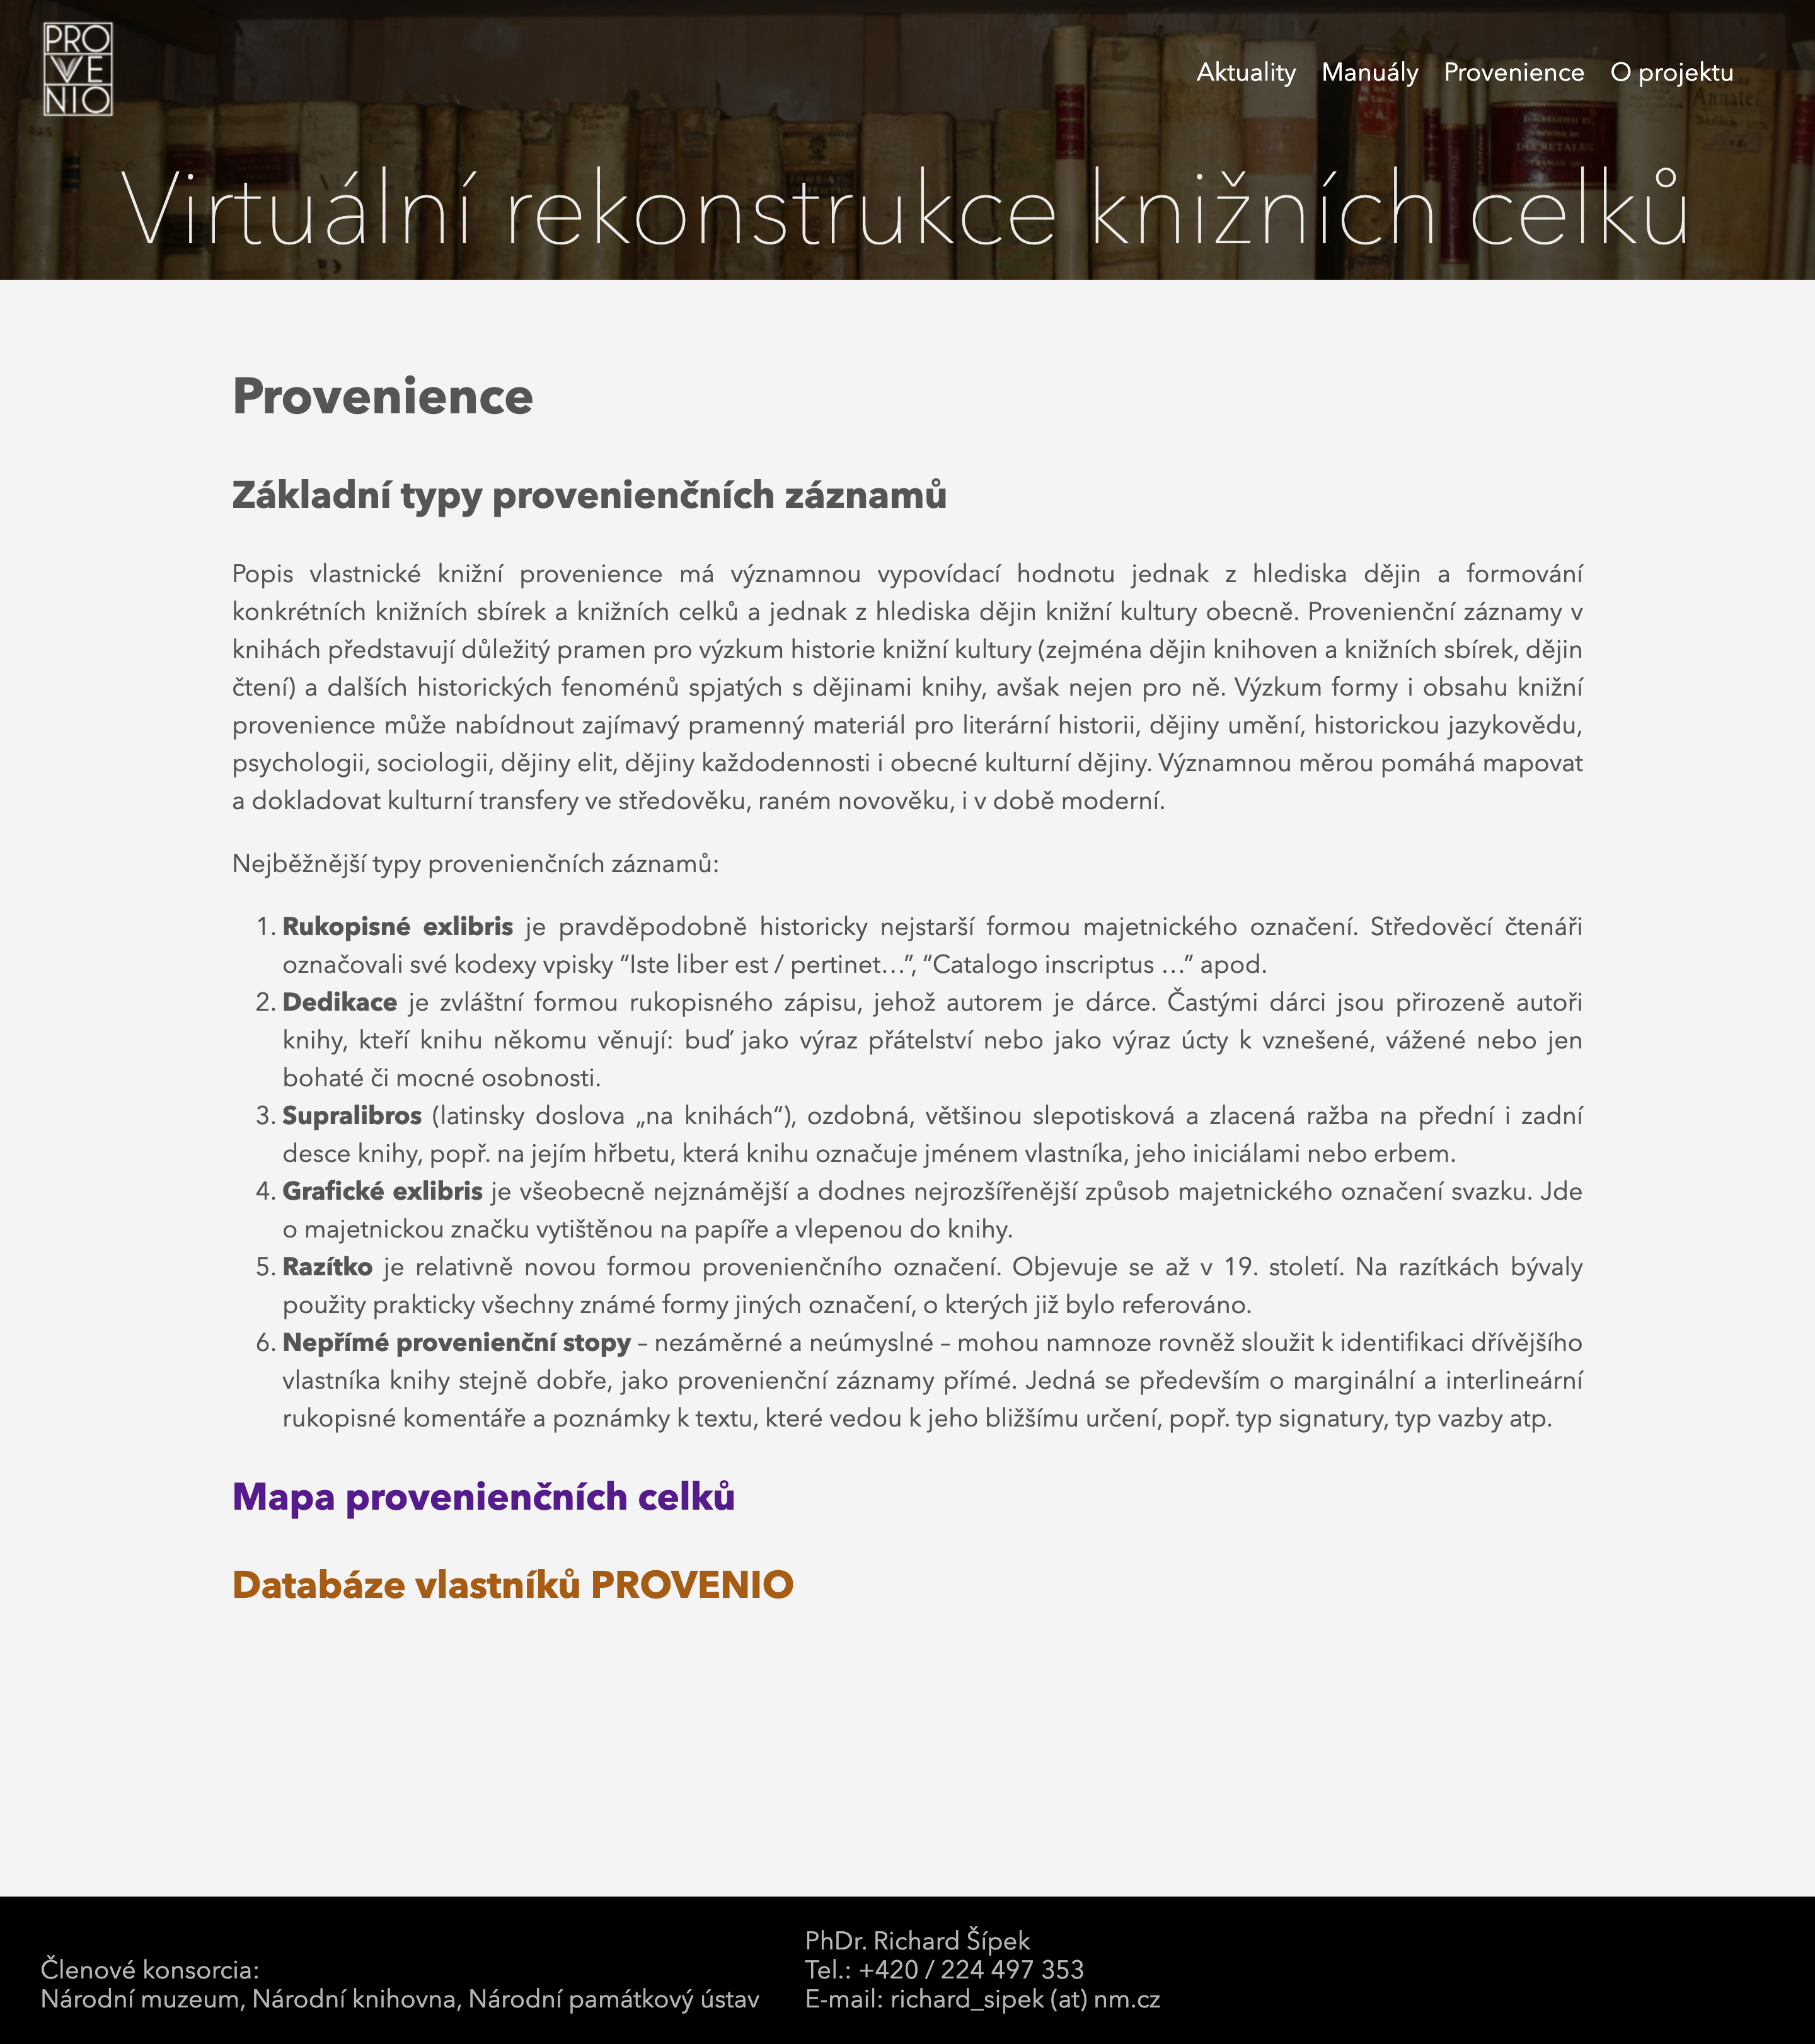 PRO
VE
NIO
Aktuality Manuály Provenience O projektu
Virtuální rekonstrukce knižních celků
Provenience
Základní typy provenienčních záznamů
Popis vlastnické knižní provenience má významnou vypovídací hodnotu jednak z hlediska dějin a formování
konkrétních knižních sbírek a knižních celků a jednak z hlediska dějin knižní kultury obecně. Provenienční záznamy v
knihách představují důležitý pramen pro výzkum historie knižní kultury (zejména dějin knihoven a knižních sbírek, dějin
čtení) a dalších historických fenoménů spjatých s dějinami knihy, avšak nejen pro ně. Výzkum formy i obsahu knižní
provenience může nabídnout zajímavý pramenný materiál pro literární historii, dějiny umění, historickou jazykovědu,
psychologii, sociologii, dějiny elit, dějiny každodennosti i obecné kulturní dějiny. Významnou měrou pomáhá mapovat
a dokladovat kulturní transfery ve středověku, raném novověku, i v době moderní.
Nejběžnější typy provenienčních záznamů:
1. Rukopisné exlibris je pravděpodobně historicky nejstarší formou majetnického označení. Středověcí čtenáři
označovali své kodexy vpisky “Iste liber est / pertinet…”, “Catalogo inscriptus …” apod.
2. Dedikace je zvláštní formou rukopisného zápisu, jehož autorem je dárce. Častými dárci jsou přirozeně autoři
knihy, kteří knihu někomu věnují: buď jako výraz přátelství nebo jako výraz úcty k vznešené, vážené nebo jen
bohaté či mocné osobnosti.
3. Supralibros (latinsky doslova „na knihách“), ozdobná, většinou slepotisková a zlacená ražba na přední i zadní
desce knihy, popř. na jejím hřbetu, která knihu označuje jménem vlastníka, jeho iniciálami nebo erbem.
4. Grafické exlibris je všeobecně nejznámější a dodnes nejrozšířenější způsob majetnického označení svazku. Jde
o majetnickou značku vytištěnou na papíře a vlepenou do knihy.
5. Razítko je relativně novou formou provenienčního označení. Objevuje se až v 19. století. Na razítkách bývaly
použity prakticky všechny známé formy jiných označení, o kterých již bylo referováno.
6. Nepřímé provenienční stopy – nezáměrné a neúmyslné – mohou namnoze rovněž sloužit k identifikaci dřívějšího
vlastníka knihy stejně dobře, jako provenienční záznamy přímé. Jedná se především o marginální a interlineární
rukopisné komentáře a poznámky k textu, které vedou k jeho bližšímu určení, popř. typ signatury, typ vazby atp.
Mapa provenienčních celků
Databáze vlastníků PROVENIO
Členové konsorcia:
Národní muzeum, Národní knihovna, Národní památkový ústav
PhDr. Richard Šípek
Tel.: +420 / 224 497 353
E-mail: richard_sipek (at) nm.cz